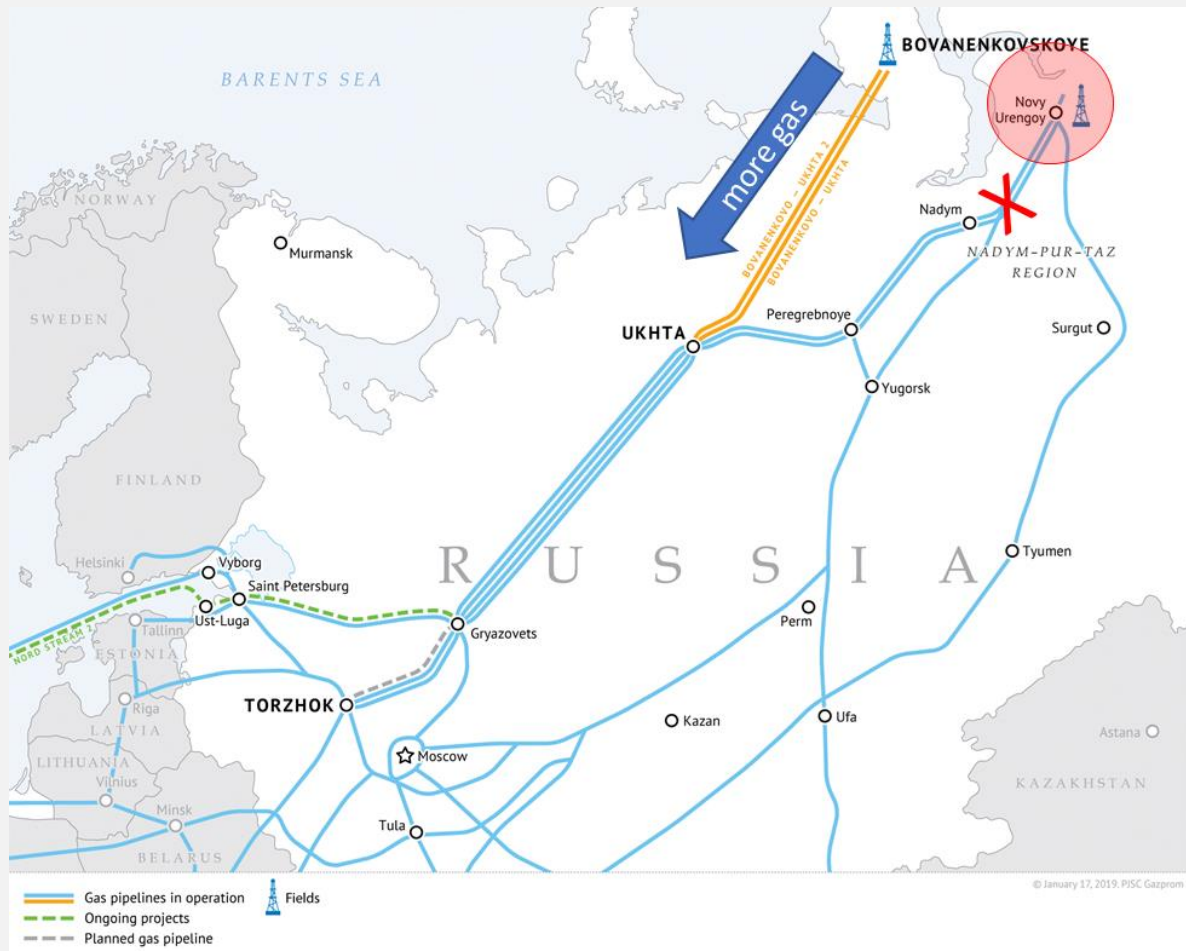 BOVANENKOVSKOYE
BARENTS SEA
Novy
Urengoy
more gas
BOVANENKOVO – UKHTA 2
BOVANENKOVO – UKHTA
NORWAY
Murmansk
Nadym
NADYM-PUR-TAZ
REGION
SWEDEN
Peregrebnoye
UKHTA
Surgut
Yugorsk
FINLAND
RUSSIA
Tyumen
Helsinki
Vyborg
Saint Petersburg
Ust-Luga
Tallinn
NORD STREAM 2
ESTONIA
Gryazovets
Perm
TORZHOK
Riga
LATVIA
Kazan
Ufa
Astana
Moscow
LITHUANIA
Vilnius
KAZAKHSTAN
Minsk
Tula
BELARUS
© January 17, 2019. PJSC Gazprom
Gas pipelines in operation
Fields
Ongoing projects
Planned gas pipeline